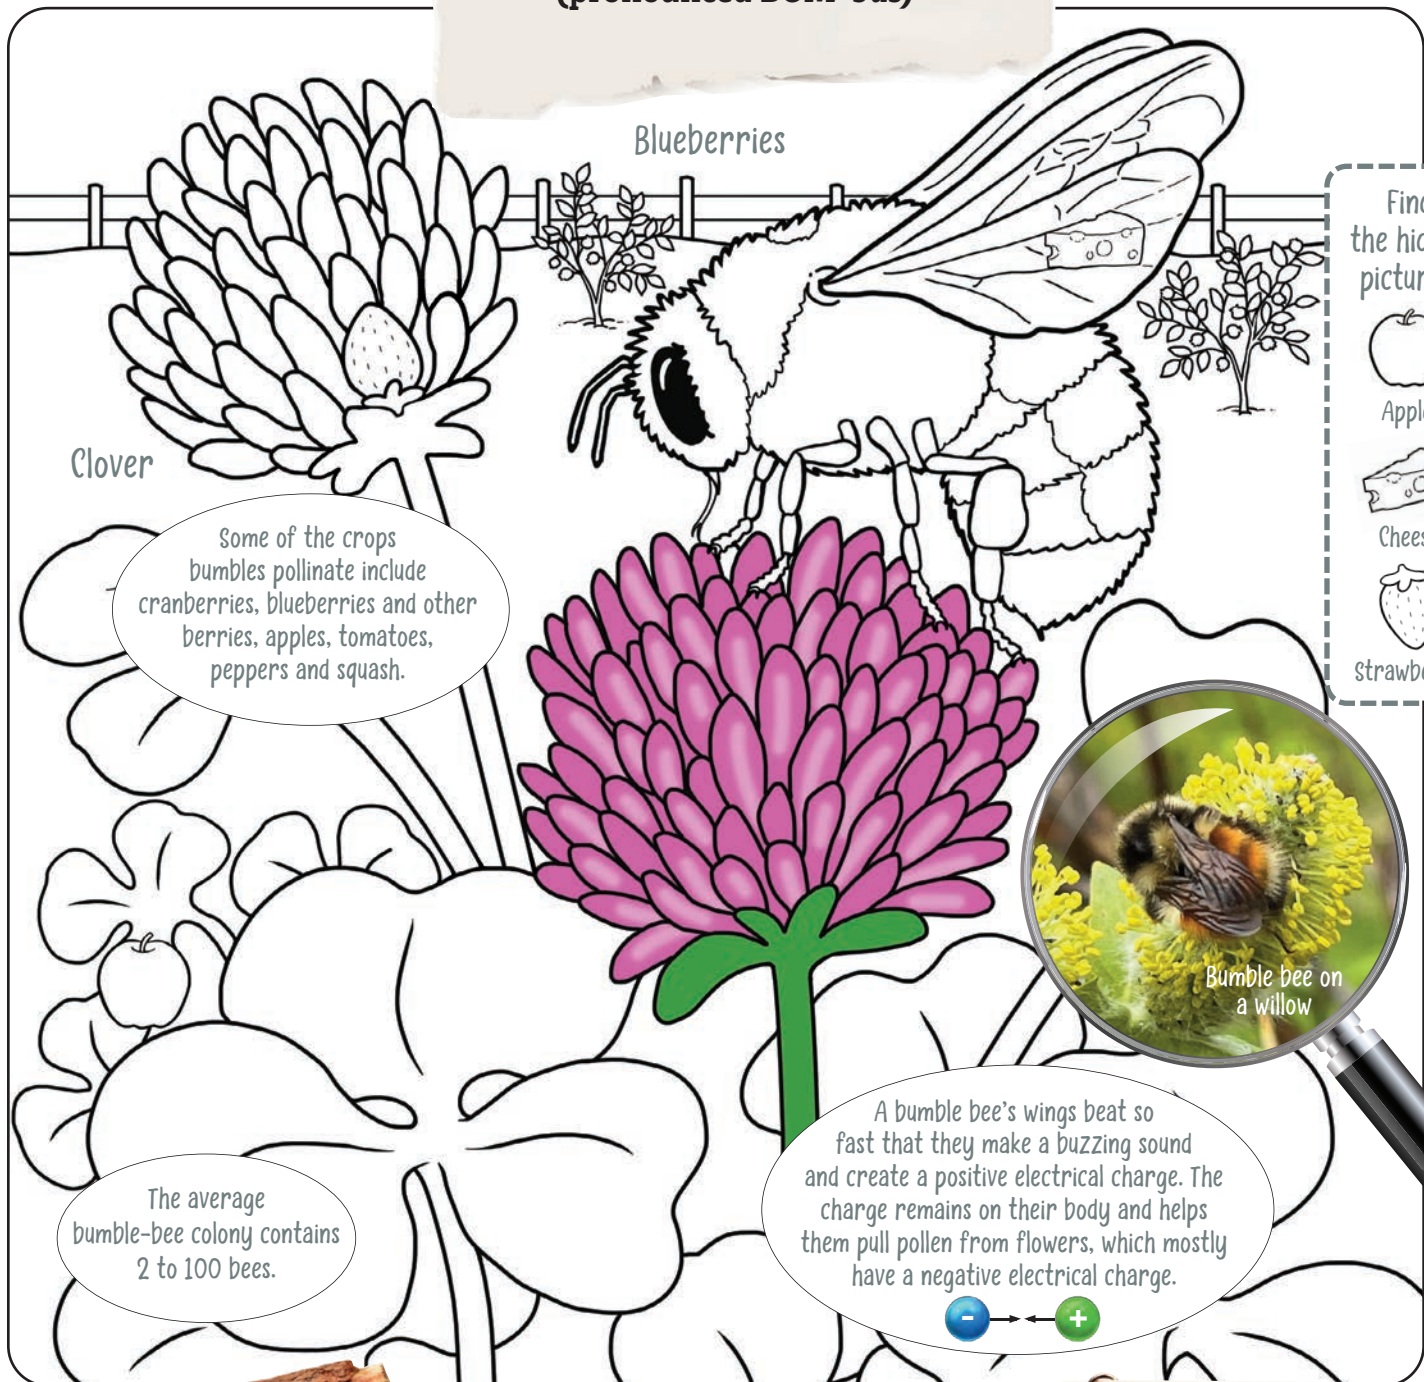 Blueberries
Clover
Some of the crops
bumbles pollinate include
cranberries, blueberries and other
berries, apples, tomatoes,
peppers and squash.
the
Bumble bee on
a willow
A bumble bee's wings beat so
fast that they make a buzzing sound
and create a positive electrical charge. The
charge remains on their body and helps
them pull pollen from flowers, which mostly
have a negative electrical charge.
- +
The average
bumble-bee colony contains
2 to 100 bees.